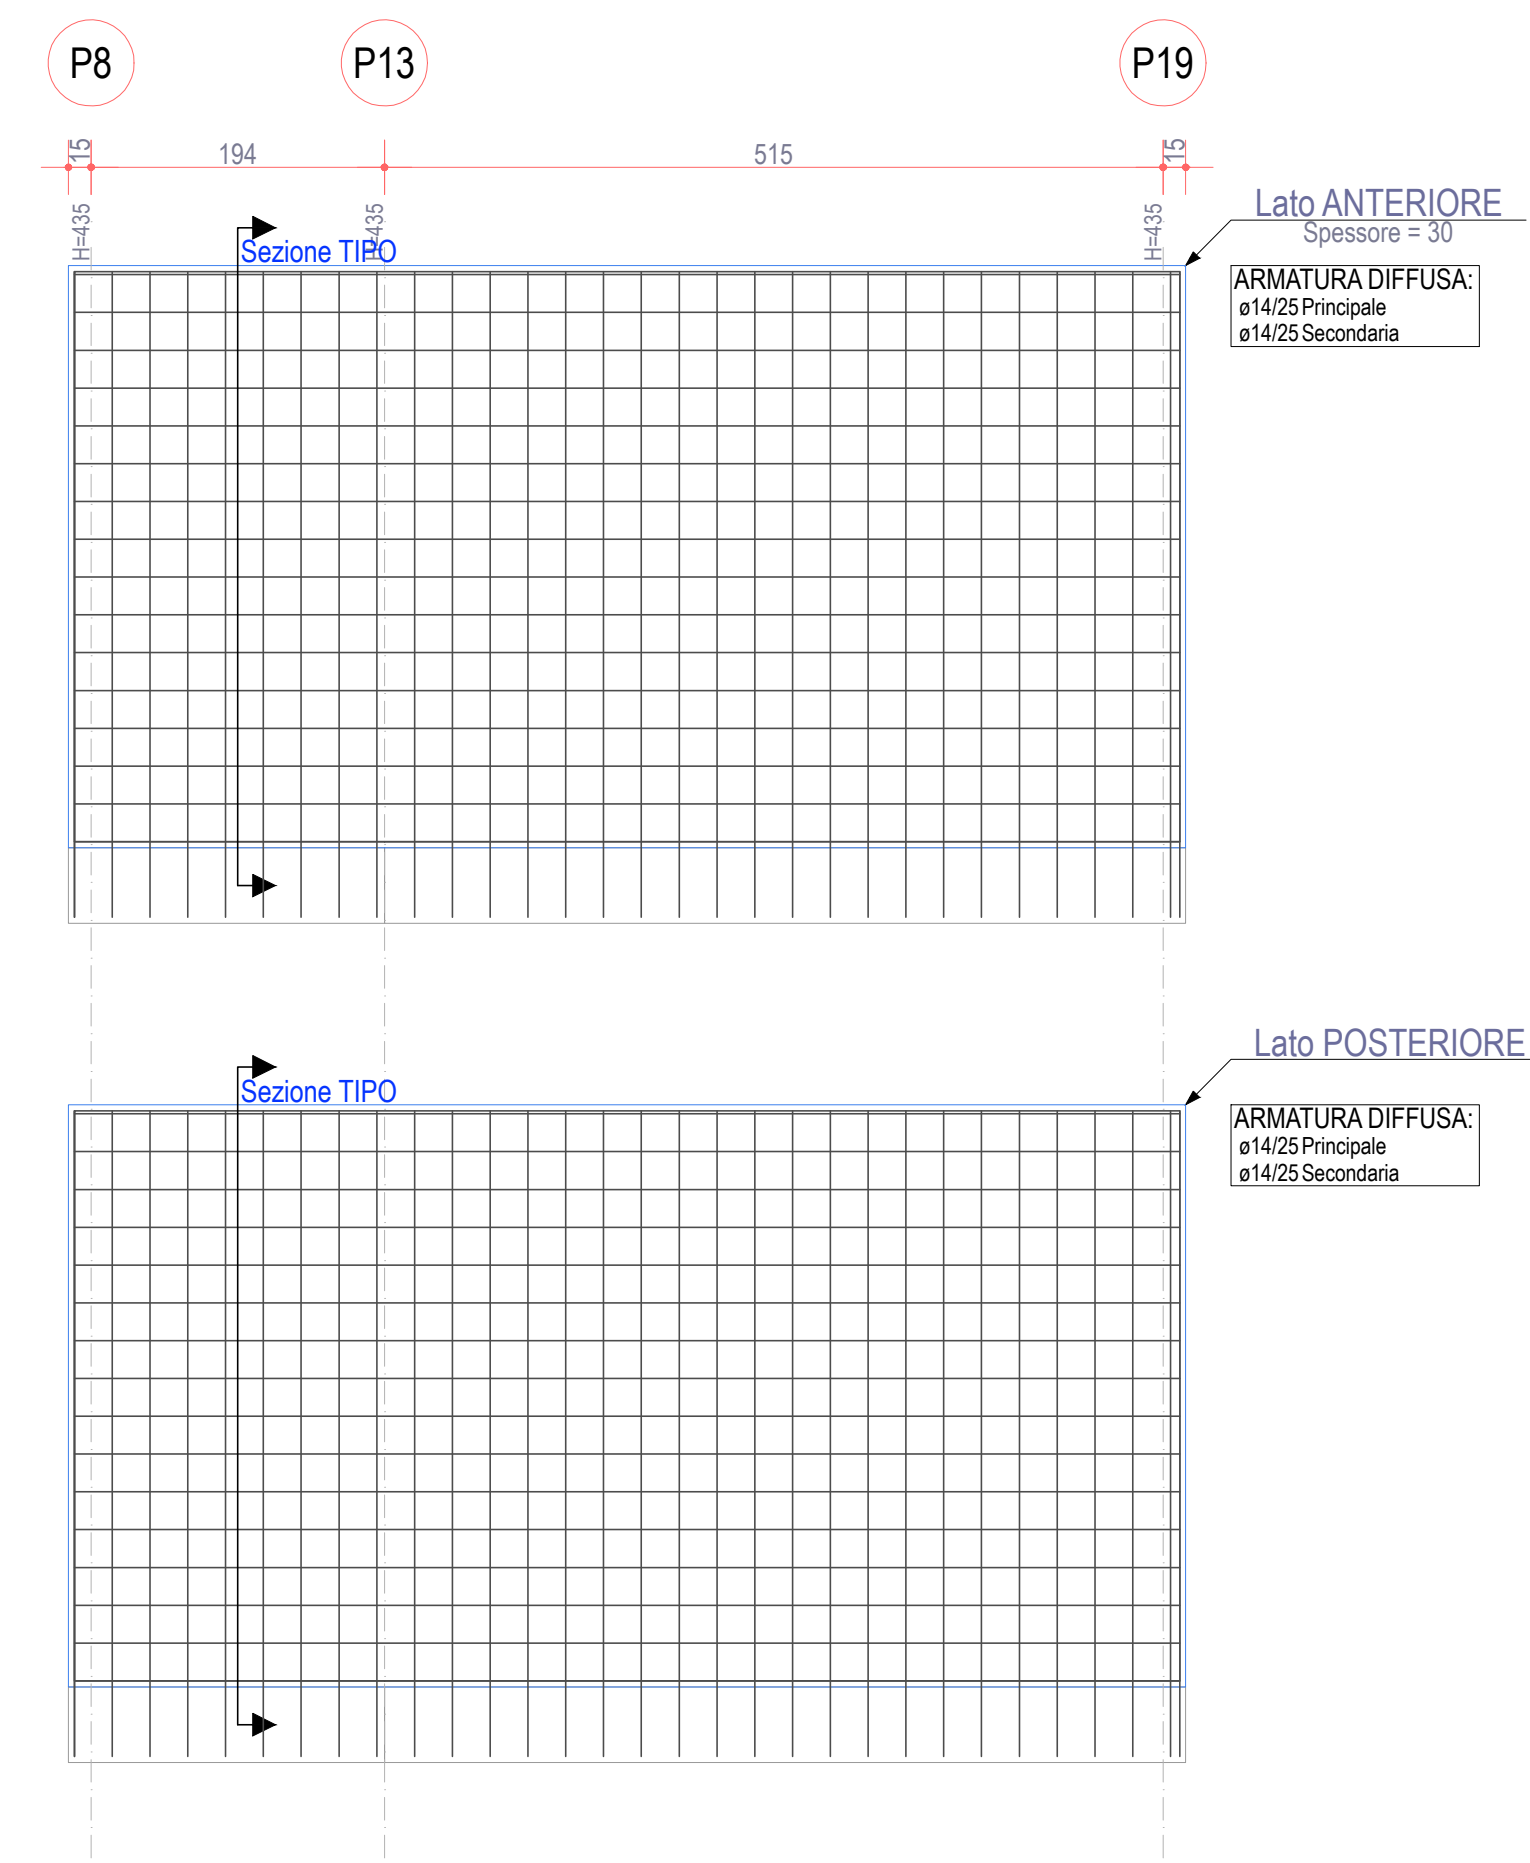 P8 P13 P19
15 194 515 15
H=435 H=435 H=435
Lato ANTERIORE
Spessore = 30
Sezione TIPO
ARMATURA DIFFUSA:
ø14/25 Principale
ø14/25 Secondaria
Lato POSTERIORE
Sezione TIPO
ARMATURA DIFFUSA:
ø14/25 Principale
ø14/25 Secondaria